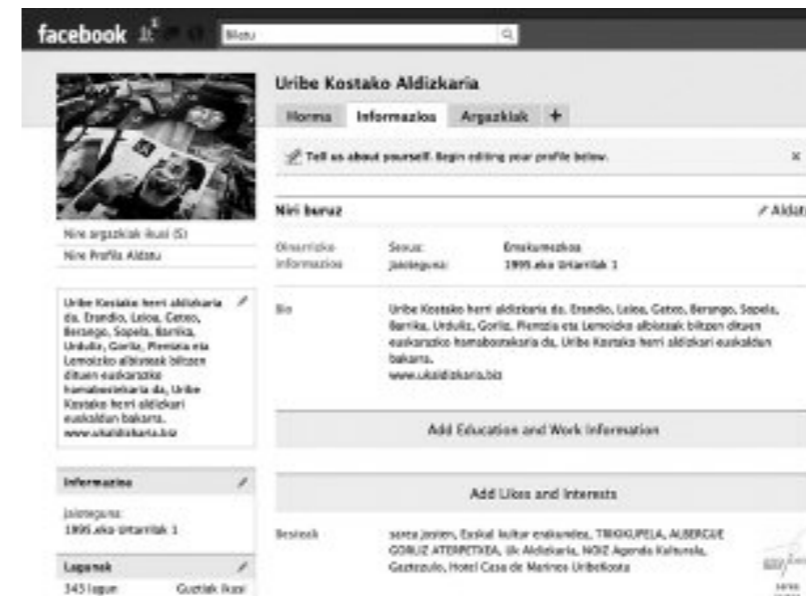 facebook
Bilatu
Uribe Kostako Aldizkaria
Horma Informazioa Argazkiak +
Tell us about yourself. Begin editing your profile below. x
Niri buruz
Aldatu
Nire argazkiak ikusi (5)
Nire Profila Aldatu
Oinarrizko informazioa
Sexua: Emakumezkoa
Jaioteguna: 1995.eko Urtarrilak 1
Uribe Kostako herri aldizkaria
da. Erandio, Leioa, Getxo,
Berango, Sopela, Barrika,
Urduliz, Gorliz, Plentzia eta
Lemoizko albisteak biltzen
dituen euskarazko
hamabostekaria da, Uribe
Kostako herri aldizkari
euskaldun bakarra.
www.ukaldizkaria.biz
Bio
Uribe Kostako herri aldizkaria da. Erandio, Leioa, Getxo, Berango, Sopela,
Barrika, Urduliz, Gorliz, Plentzia eta Lemoizko albisteak biltzen dituen
euskarazko hamabostekaria da, Uribe Kostako herri aldizkari euskaldun
bakarra.
www.ukaldizkaria.biz
Add Education and Work Information
Add Likes and Interests
Informazioa
Jaioteguna:
1995.eko Urtarrilak 1
Lagunak
343 lagun Guztiak Ikusi
Besteak
sarea josten, Euskal kultur erakundea, TRIKIKUPELA, ALBERGUE
GORLIZ ATERPETXEA, Uk Aldizkaria, NOIZ Agenda Kulturala,
Gaztezulo, Hotel Casa de Marinos UribeKosta
sarea